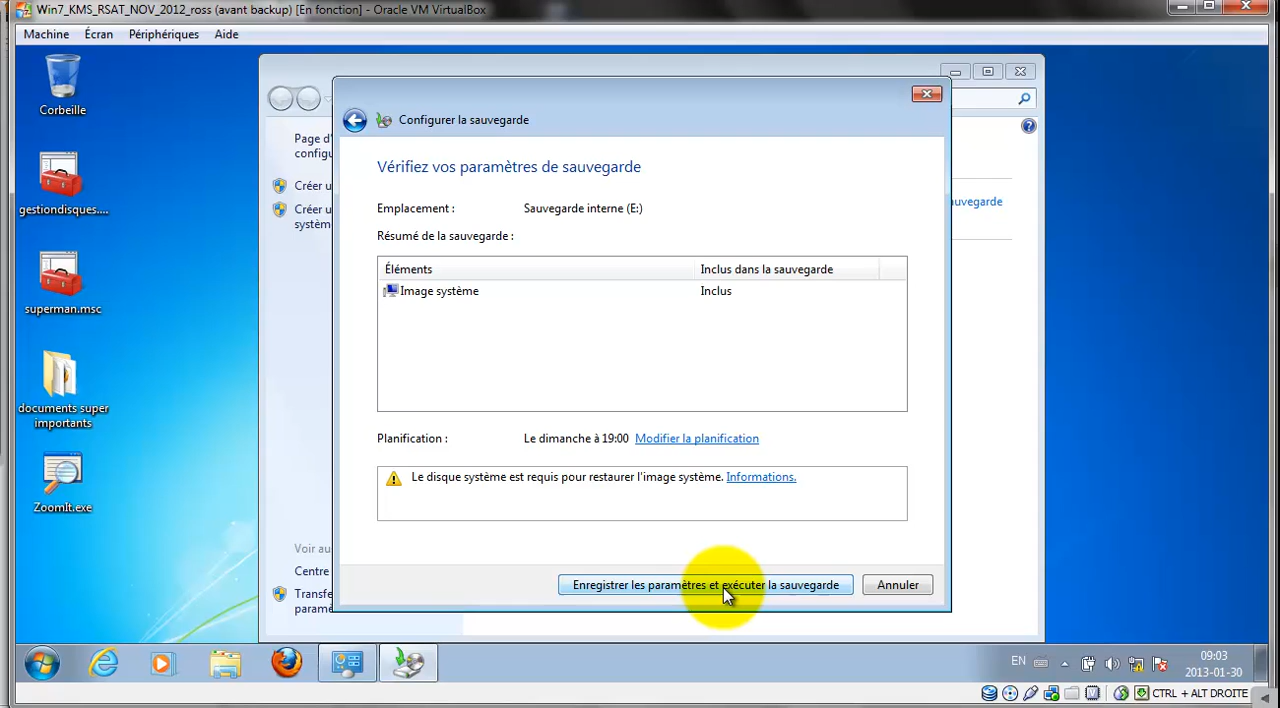 Win7_KMS_RSAT_NOV_2012_ross (avant backup) [En fonction] - Oracle VM VirtualBox
Machine Écran Périphériques Aide
Corbeille
gestiondisques....
superman.msc
documents super
importants
ZoomIt.exe
Page d'
configu
Créer u
Créer u
système
Voir au
Centre
Transfe
paramè
uvegarde
Configurer la sauvegarde
Vérifiez vos paramètres de sauvegarde
Emplacement : Sauvegarde interne (E:)
Résumé de la sauvegarde :
Éléments Inclus dans la sauvegarde
Image système Inclus
Planification : Le dimanche à 19:00 Modifier la planification
Le disque système est requis pour restaurer l'image système. Informations.
Enregistrer les paramètres et exécuter la sauvegarde Annuler
EN 09:03
2013-01-30
CTRL + ALT DROITE